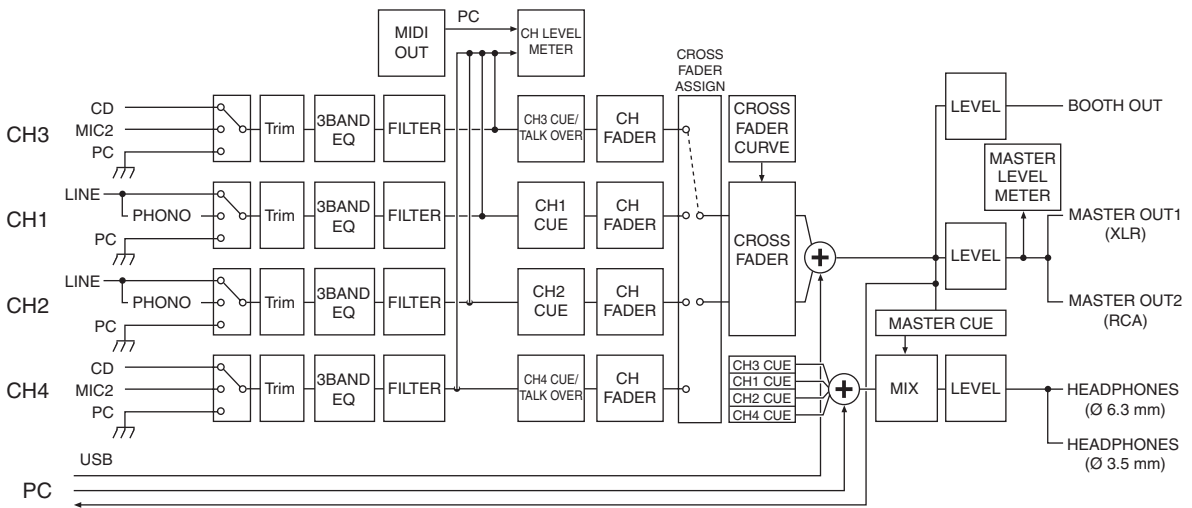 MIDI
OUT
PC
CH LEVEL
METER
CROSS
FADER
ASSIGN
CH3
CD
MIC2
PC
Trim
3BAND
EQ
FILTER
CH3 CUE/
TALK OVER
CH
FADER
CROSS
FADER
CURVE
LEVEL
BOOTH OUT
MASTER
LEVEL
METER
CH1
LINE
PHONO
PC
Trim
3BAND
EQ
FILTER
CH1
CUE
CH
FADER
CROSS
FADER
+
LEVEL
MASTER OUT1
(XLR)
CH2
LINE
PHONO
PC
Trim
3BAND
EQ
FILTER
CH2
CUE
CH
FADER
MASTER OUT2
(RCA)
MASTER CUE
CH4
CD
MIC2
PC
Trim
3BAND
EQ
FILTER
CH4 CUE/
TALK OVER
CH
FADER
CH3 CUE
CH1 CUE
CH2 CUE
CH4 CUE
+
MIX
LEVEL
HEADPHONES
(Ø 6.3 mm)
HEADPHONES
(Ø 3.5 mm)
USB
PC